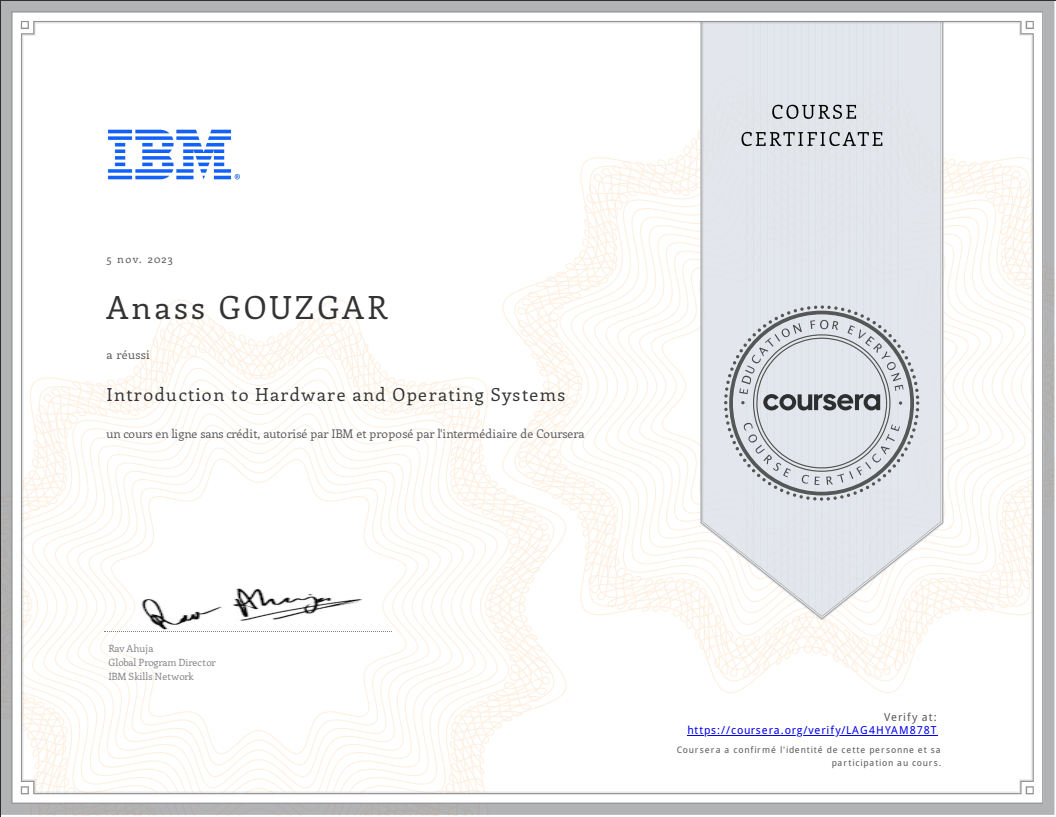 COURSE
CERTIFICATE
IBM®
5 nov. 2023
Anass GOUZGAR
a réussi
Introduction to Hardware and Operating Systems
un cours en ligne sans crédit, autorisé par IBM et proposé par l'intermédiaire de Coursera
EDUCATION FOR EVERYONE
coursera
COURSE CERTIFICATE
Rav Ahuja
Rav Ahuja
Global Program Director
IBM Skills Network
Verify at:
https://coursera.org/verify/LAG4HYAM878T
Coursera a confirmé l'identité de cette personne et sa
participation au cours.